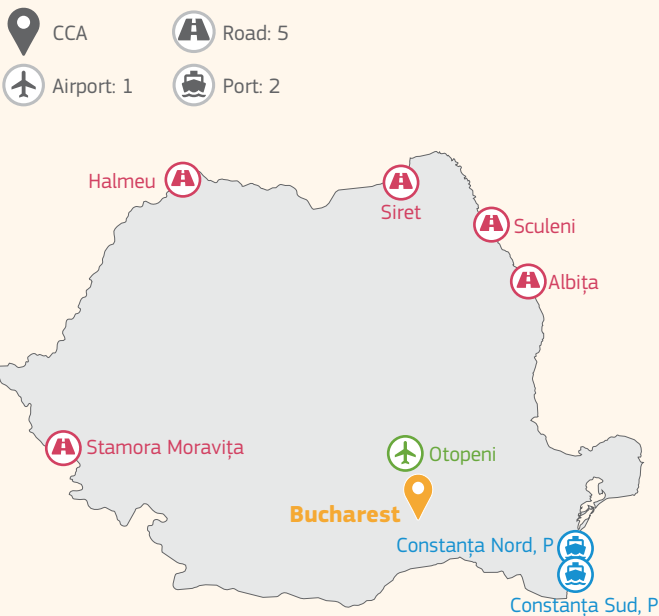 CCA
Road: 5
Airport: 1
Port: 2
Halmeu
Siret
Sculeni
Albița
Stamora Moravița
Otopeni
Bucharest
Constanța Nord, P
Constanța Sud, P